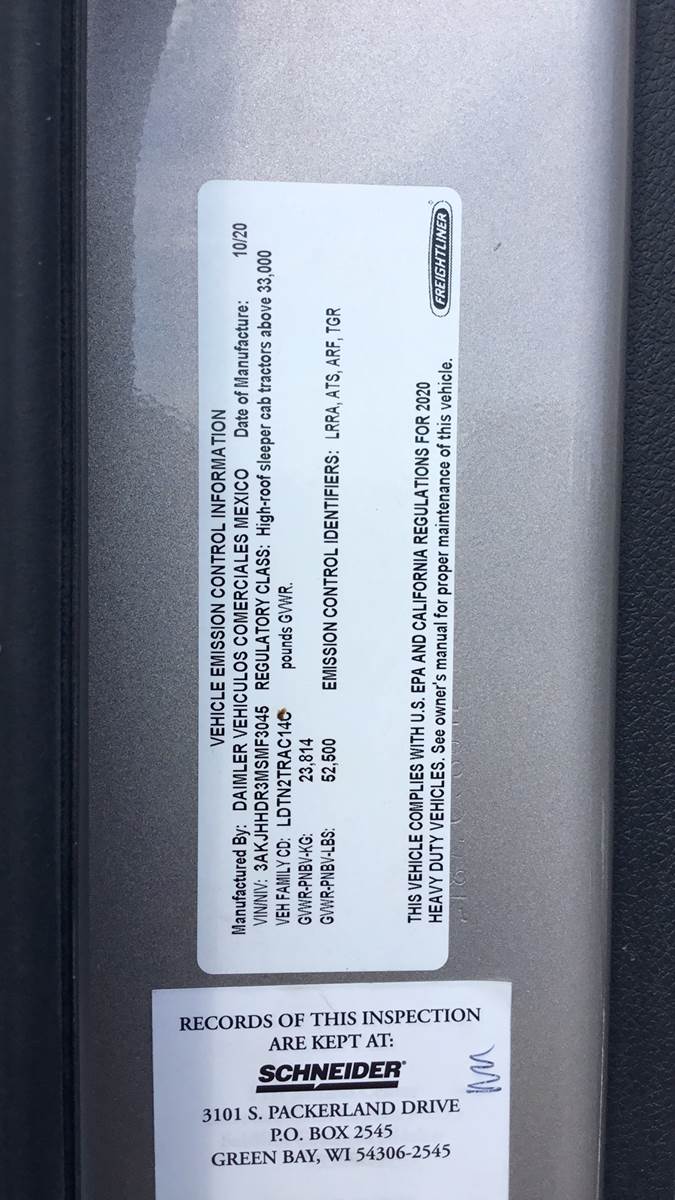 VEHICLE EMISSION CONTROL INFORMATION
Manufactured By: DAIMLER VEHICULOS COMERCIALES MEXICO Date of Manufacture: 10/20
VIN/NIV: 3AKJHHDR3MSMF3045 REGULATORY CLASS: High-roof sleeper cab tractors above 33,000
VEH FAMILY CD: LDTN2TRAC14C pounds GVWR.
GVWR-PNBV-KG: 23,814
GVWR-PNBV-LBS: 52,500 EMISSION CONTROL IDENTIFIERS: LRRA, ATS, ARF, TGR
THIS VEHICLE COMPLIES WITH U.S. EPA AND CALIFORNIA REGULATIONS FOR 2020
HEAVY DUTY VEHICLES. See owner's manual for proper maintenance of this vehicle.
FREIGHTLINER
RECORDS OF THIS INSPECTION
ARE KEPT AT:
SCHNEIDER®
3101 S. PACKERLAND DRIVE
P.O. BOX 2545
GREEN BAY, WI 54306-2545